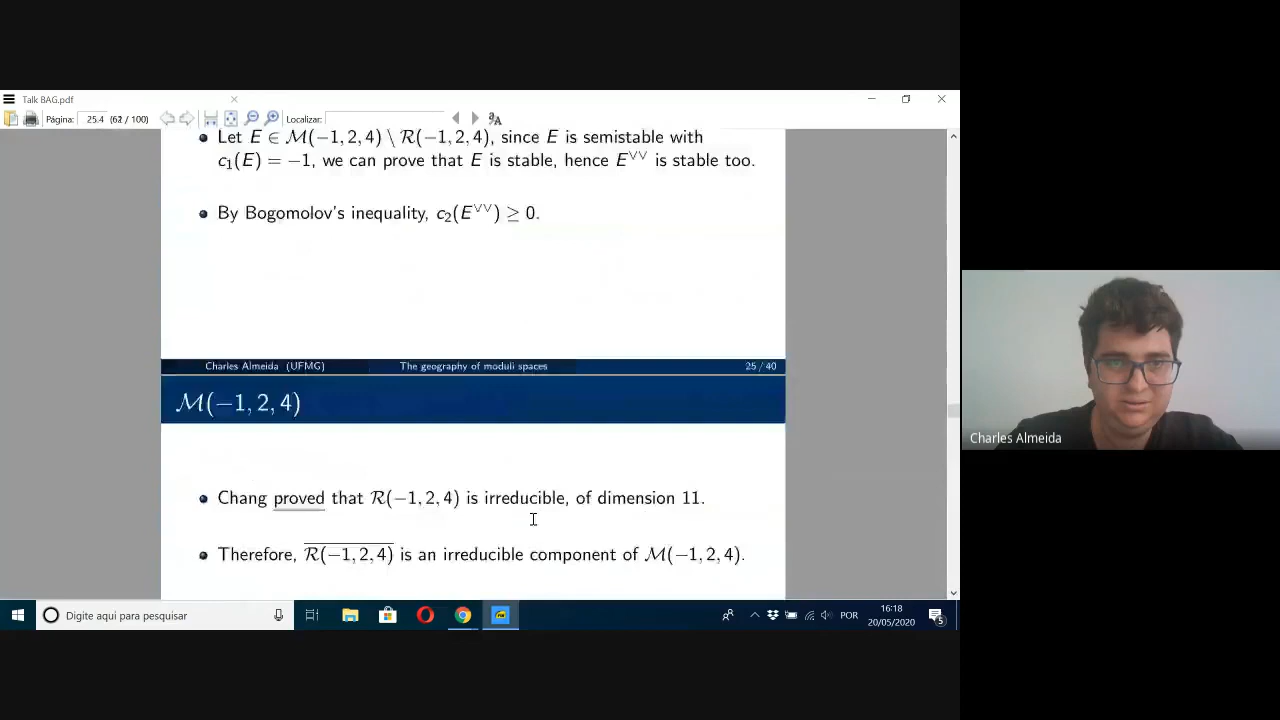 Talk BAG.pdf
Página: 25.4 (62 / 100) Localizar:
• Let E ∈ M(−1, 2, 4) \ R(−1, 2, 4), since E is semistable with
c₁(E) = −1, we can prove that E is stable, hence E^∨∨ is stable too.
• By Bogomolov's inequality, c₂(E^∨∨) ≥ 0.
Charles Almeida (UFMG) The geography of moduli spaces 25 / 40
M(−1, 2, 4)
• Chang proved that R(−1, 2, 4) is irreducible, of dimension 11.
• Therefore, \overline{R(−1, 2, 4)} is an irreducible component of M(−1, 2, 4).
Charles Almeida
Digite aqui para pesquisar
POR
16:18
20/05/2020
5